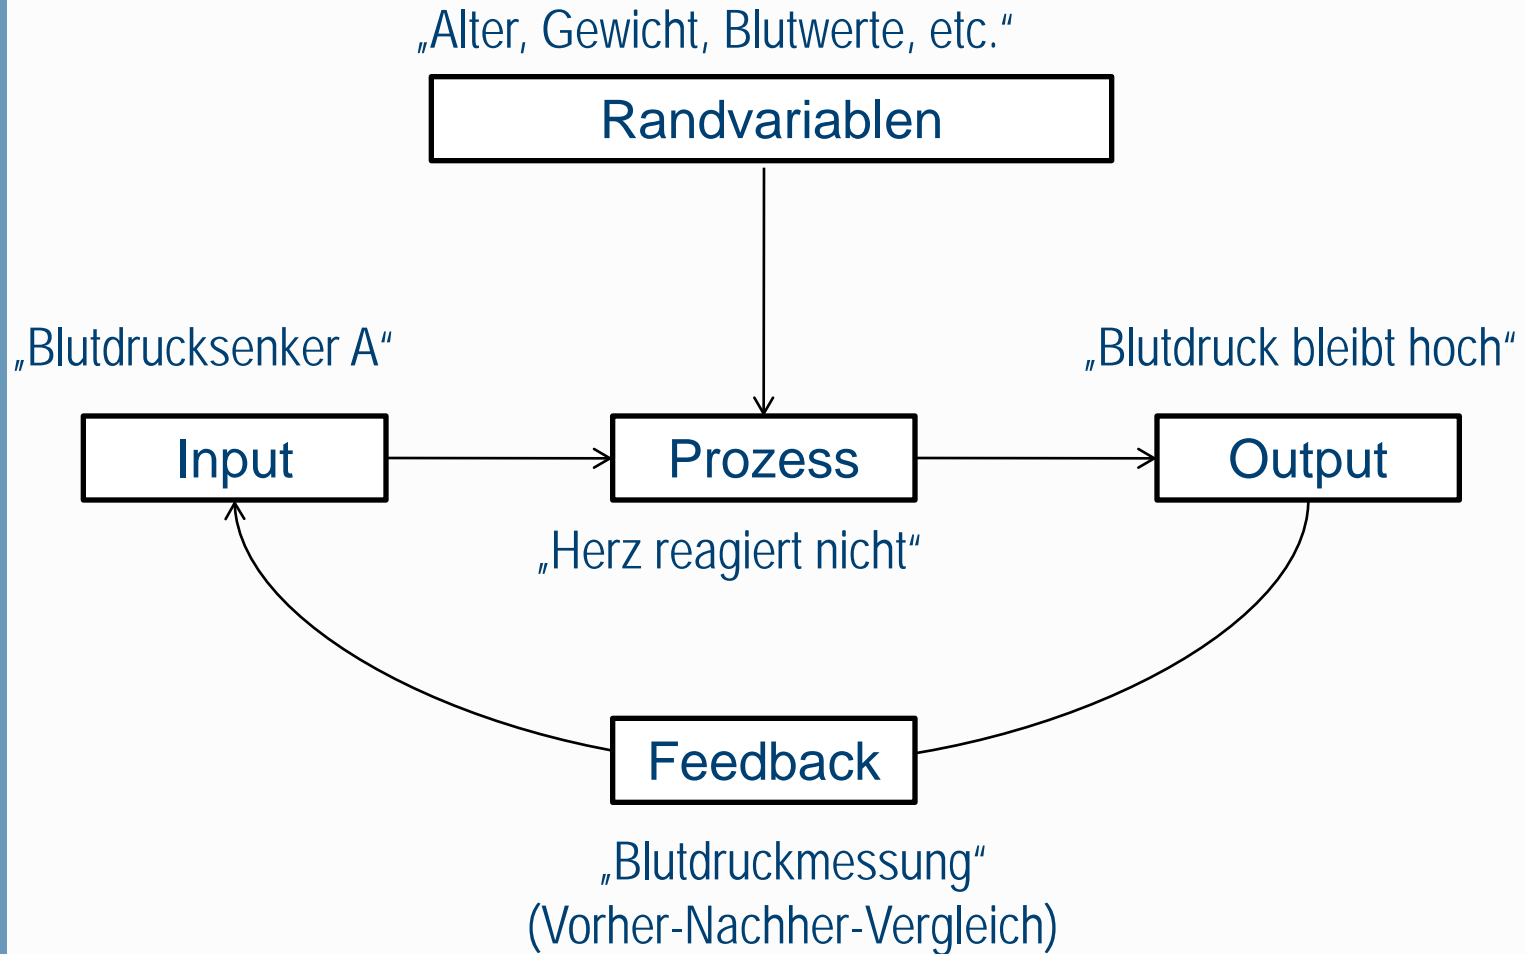 „Alter, Gewicht, Blutwerte, etc.“
Randvariablen
„Blutdrucksenker A“
„Blutdruck bleibt hoch“
Input
Prozess
Output
„Herz reagiert nicht“
Feedback
„Blutdruckmessung“
(Vorher-Nachher-Vergleich)